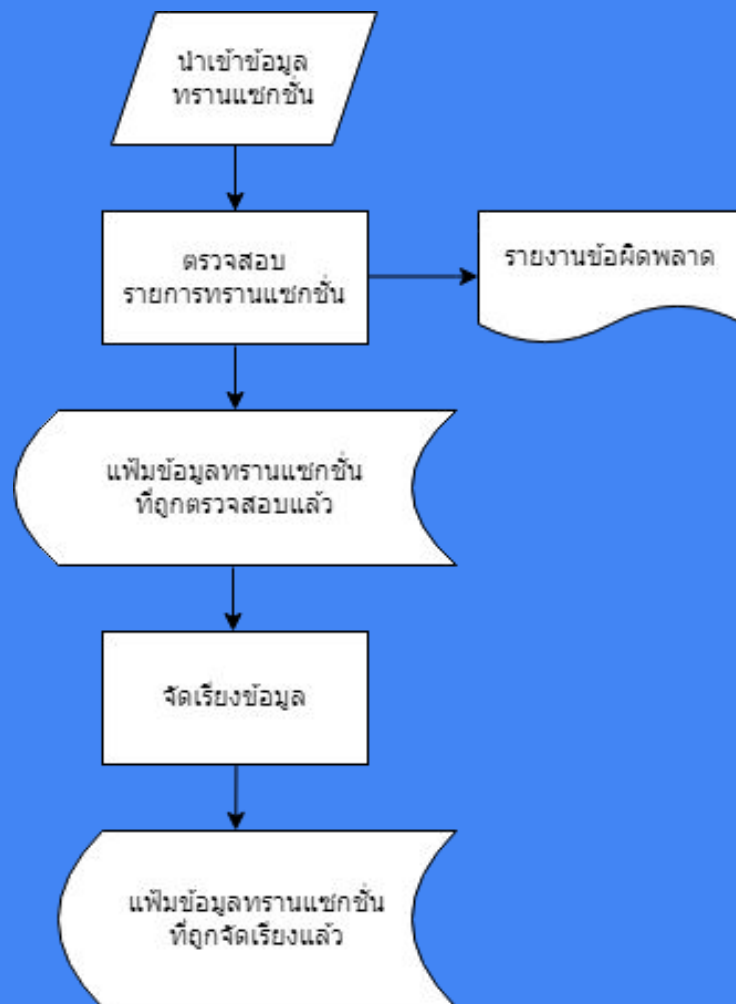 นำเข้าข้อมูล
ทรานแซกชั่น
ตรวจสอบ
รายการทรานแซกชั่น
รายงานข้อผิดพลาด
แฟ้มข้อมูลทรานแซกชั่น
ที่ถูกตรวจสอบแล้ว
จัดเรียงข้อมูล
แฟ้มข้อมูลทรานแซกชั่น
ที่ถูกจัดเรียงแล้ว